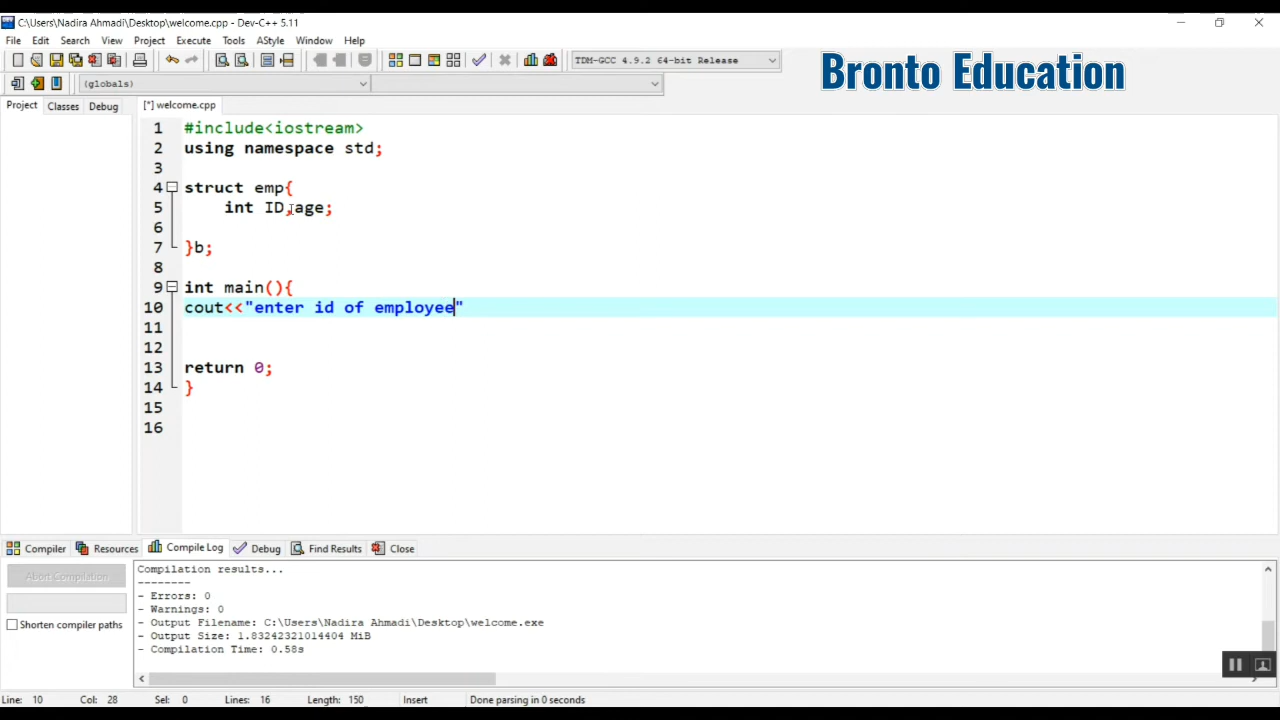 C:\Users\Nadira Ahmadi\Desktop\welcome.cpp - Dev-C++ 5.11
File Edit Search View Project Execute Tools AStyle Window Help
TDM-GCC 4.9.2 64-bit Release
Bronto Education
(globals)
Project Classes Debug [*] welcome.cpp
1 #include<iostream>
2 using namespace std;
3
4 struct emp{
5 int ID,age;
6
7 }b;
8
9 int main(){
10 cout<<"enter id of employee"
11
12
13 return 0;
14 }
15
16
Compiler Resources Compile Log Debug Find Results Close
Abort Compilation
Shorten compiler paths
Compilation results...
--------
- Errors: 0
- Warnings: 0
- Output Filename: C:\Users\Nadira Ahmadi\Desktop\welcome.exe
- Output Size: 1.83242321014404 MiB
- Compilation Time: 0.58s
Line: 10 Col: 28 Sel: 0 Lines: 16 Length: 150 Insert Done parsing in 0 seconds